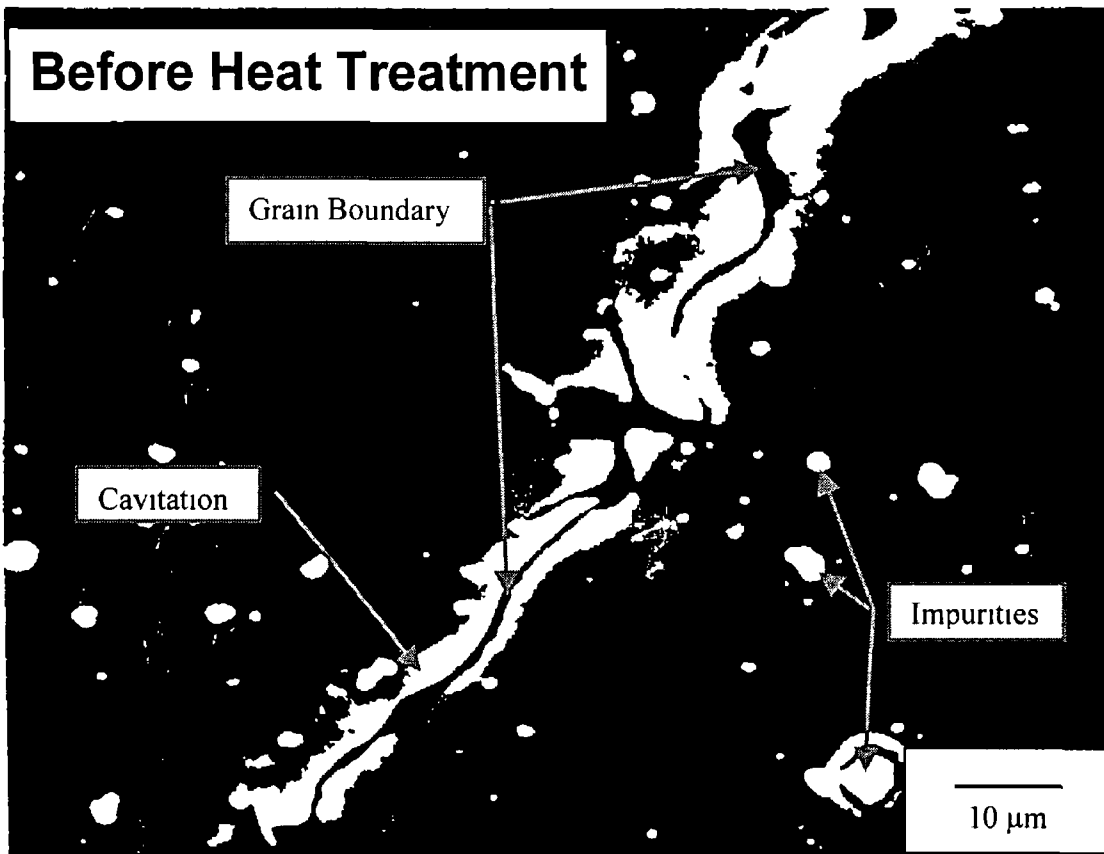 Before Heat Treatment
Grain Boundary
Cavitation
Impurities
10 μm